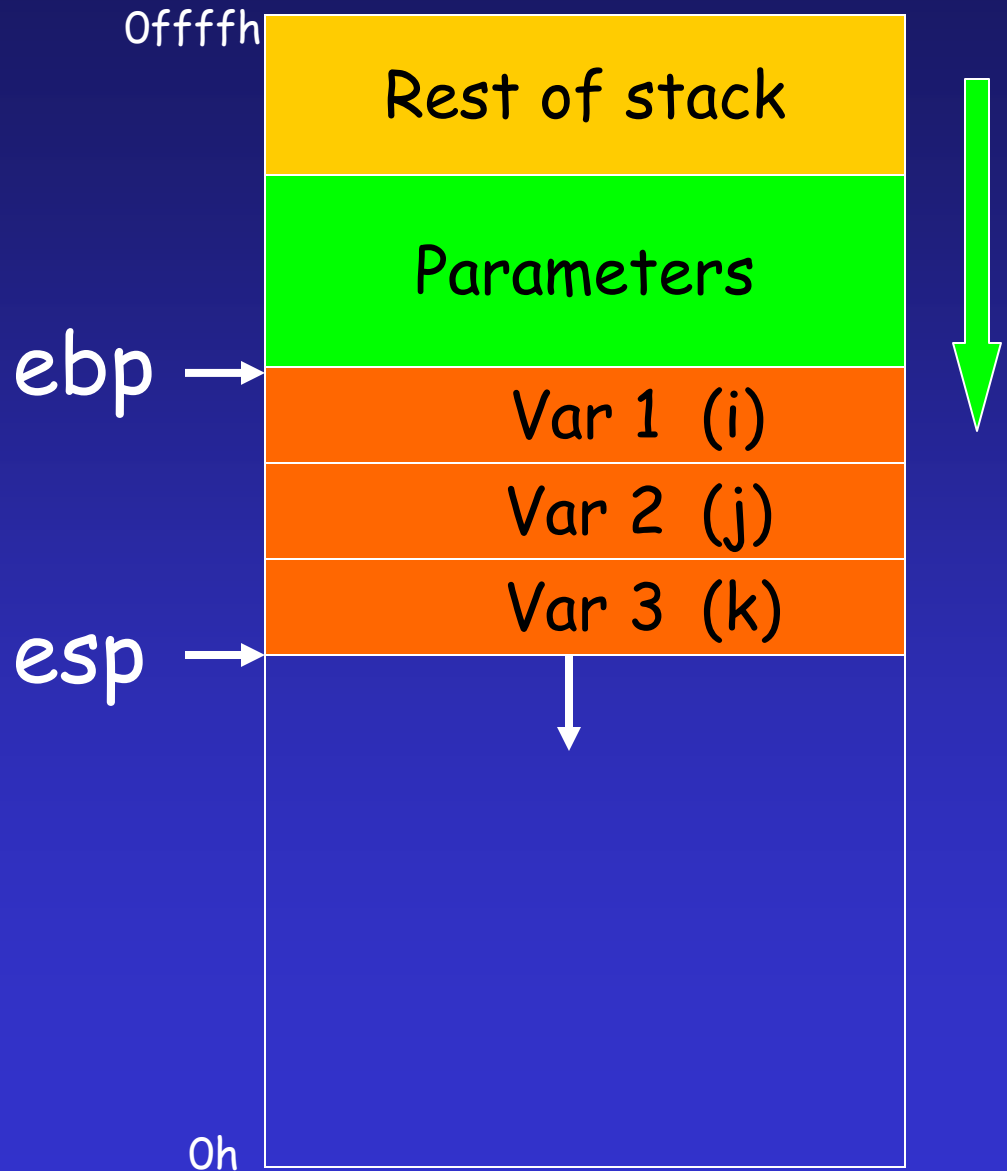 0ffffh
Rest of stack
Parameters
ebp
Var 1 (i)
Var 2 (j)
Var 3 (k)
esp
0h